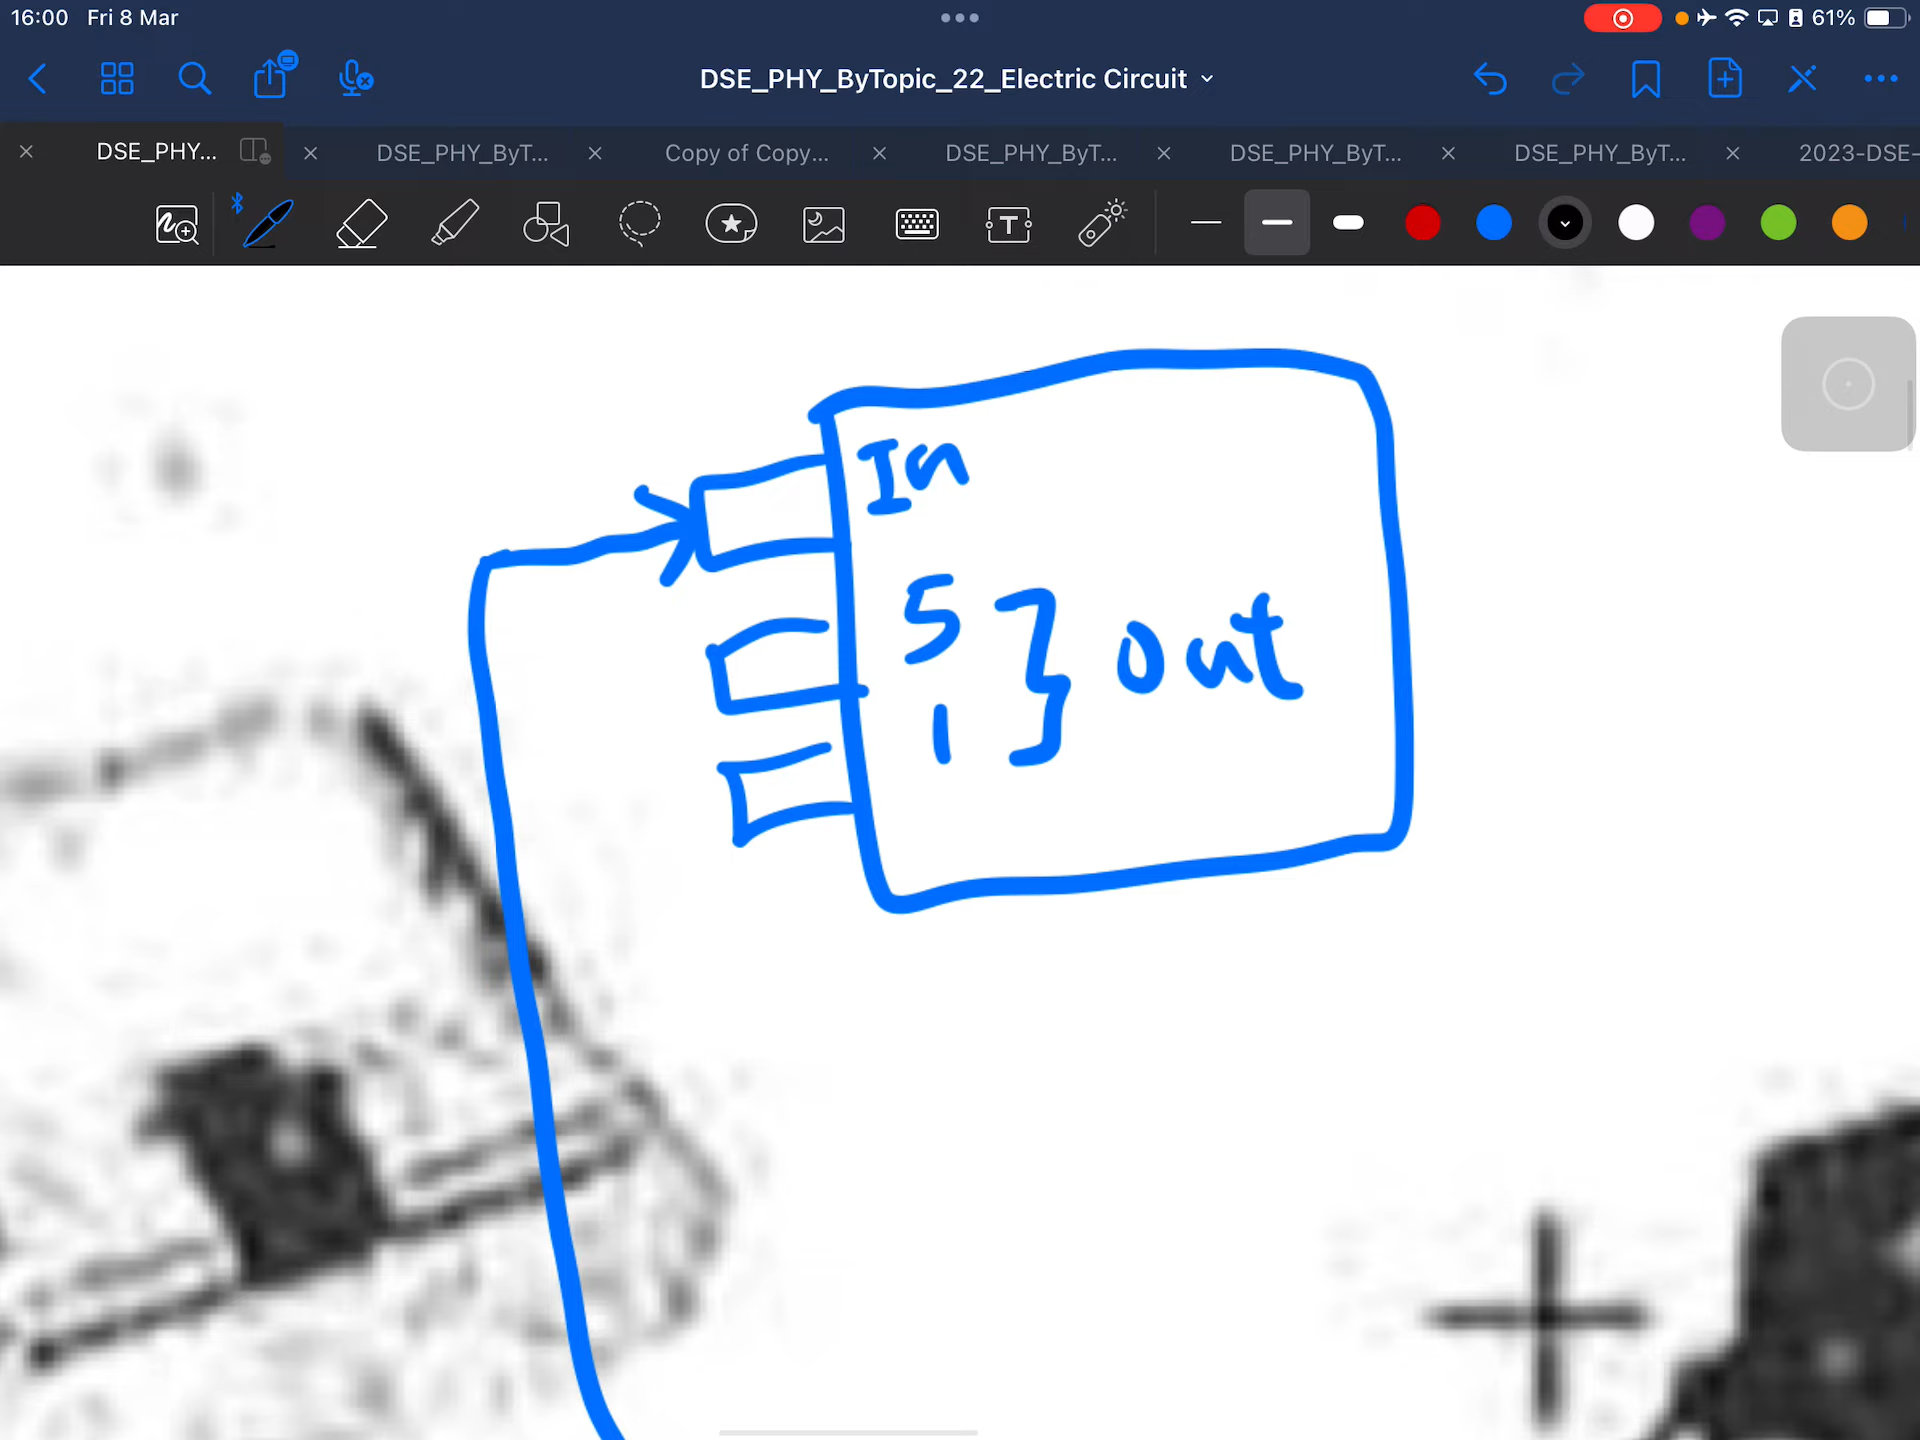 16:00 Fri 8 Mar 61%
DSE_PHY_ByTopic_22_Electric Circuit
DSE_PHY... DSE_PHY_ByT... Copy of Copy... DSE_PHY_ByT... DSE_PHY_ByT... DSE_PHY_ByT... 2023-DSE-
T
In
5
1
} out
+